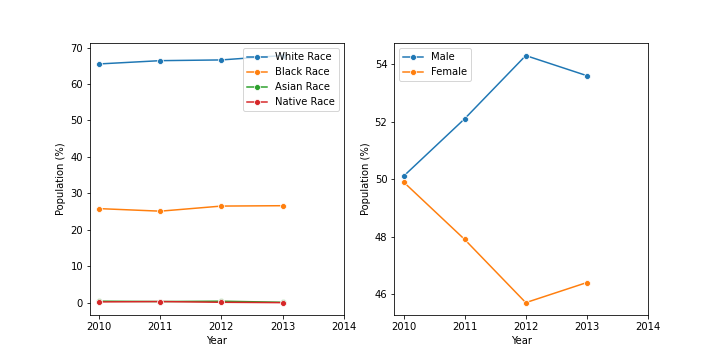 70
60
50
40
30
20
10
0
Population (%)
White Race
Black Race
Asian Race
Native Race
2010 2011 2012 2013 2014
Year
54
52
50
48
46
Population (%)
Male
Female
2010 2011 2012 2013 2014
Year